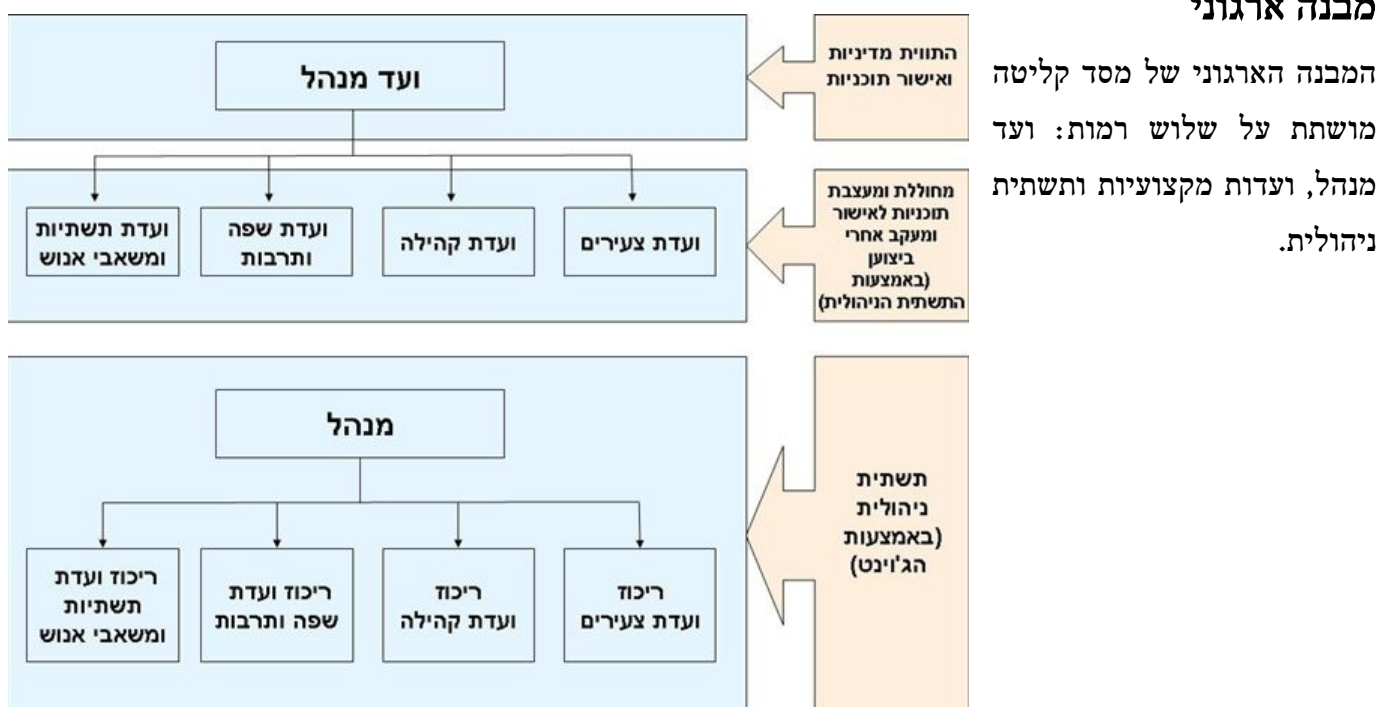 מבנה ארגוני
המבנה הארגוני של מסד קליטה
מושתת על שלוש רמות: ועד
מנהל, ועדות מקצועיות ותשתית
ניהולית.
התווית מדיניות
ואישור תוכניות
ועד מנהל
מחוללת ומעצבת
תוכניות לאישור
ומעקב אחרי
ביצוען
(באמצעות
התשתית הניהולית)
ועדת צעירים
ועדת קהילה
ועדת שפה
ותרבות
ועדת תשתיות
ומשאבי אנוש
תשתית
ניהולית
(באמצעות
הג'וינט)
מנהל
ריכוז
ועדת צעירים
ריכוז
ועדת קהילה
ריכוז ועדת
שפה ותרבות
ריכוז ועדת
תשתיות
ומשאבי אנוש